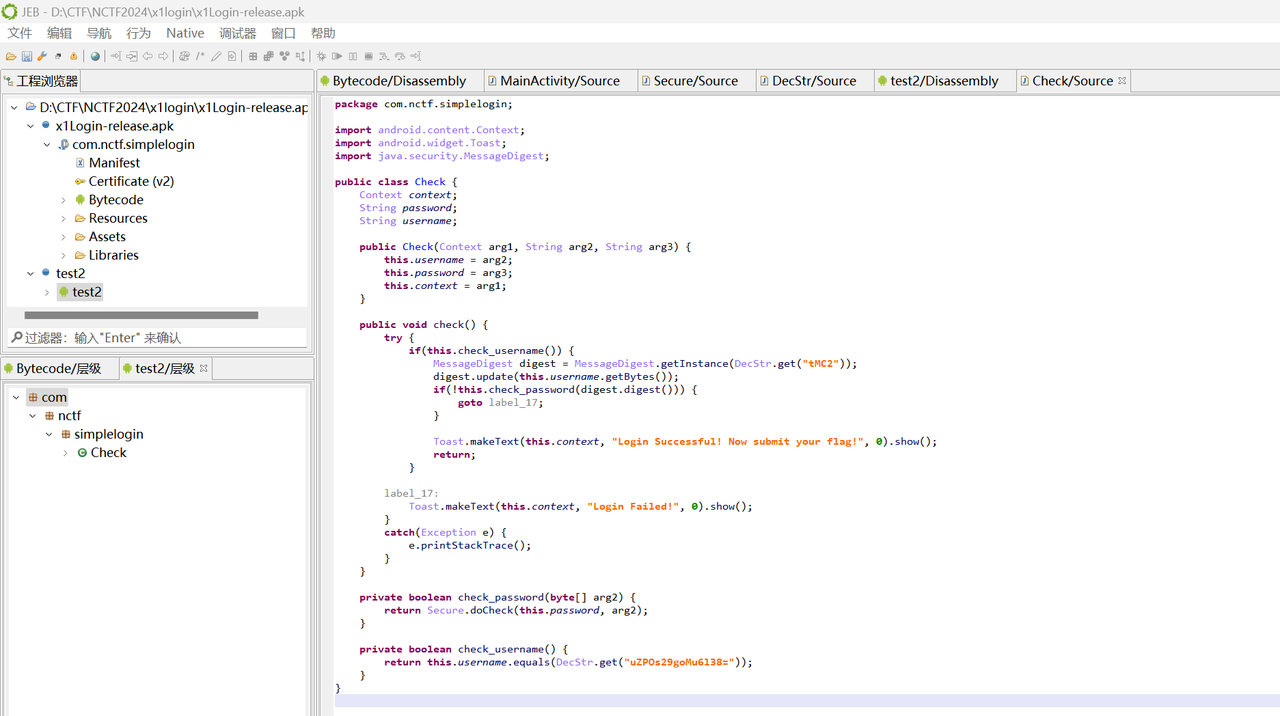 JEB - D:\CTF\NCTF2024\x1login\x1Login-release.apk
文件 编辑 导航 行为 Native 调试器 窗口 帮助
工程浏览器
D:\CTF\NCTF2024\x1login\x1Login-release.ap
x1Login-release.apk
com.nctf.simplelogin
Manifest
Certificate (v2)
Bytecode
Resources
Assets
Libraries
test2
test2
过滤器: 输入"Enter" 来确认
Bytecode/层级 test2/层级
com
nctf
simplelogin
Check
Bytecode/Disassembly MainActivity/Source Secure/Source DecStr/Source test2/Disassembly Check/Source
package com.nctf.simplelogin;
import android.content.Context;
import android.widget.Toast;
import java.security.MessageDigest;
public class Check {
Context context;
String password;
String username;
public Check(Context arg1, String arg2, String arg3) {
this.username = arg2;
this.password = arg3;
this.context = arg1;
}
public void check() {
try {
if(this.check_username()) {
MessageDigest digest = MessageDigest.getInstance(DecStr.get("tMC2"));
digest.update(this.username.getBytes());
if(!this.check_password(digest.digest())) {
goto label_17;
}
Toast.makeText(this.context, "Login Successful! Now submit your flag!", 0).show();
return;
}
label_17:
Toast.makeText(this.context, "Login Failed!", 0).show();
}
catch(Exception e) {
e.printStackTrace();
}
}
private boolean check_password(byte[] arg2) {
return Secure.doCheck(this.password, arg2);
}
private boolean check_username() {
return this.username.equals(DecStr.get("uZPOs29goMu6l38="));
}
}